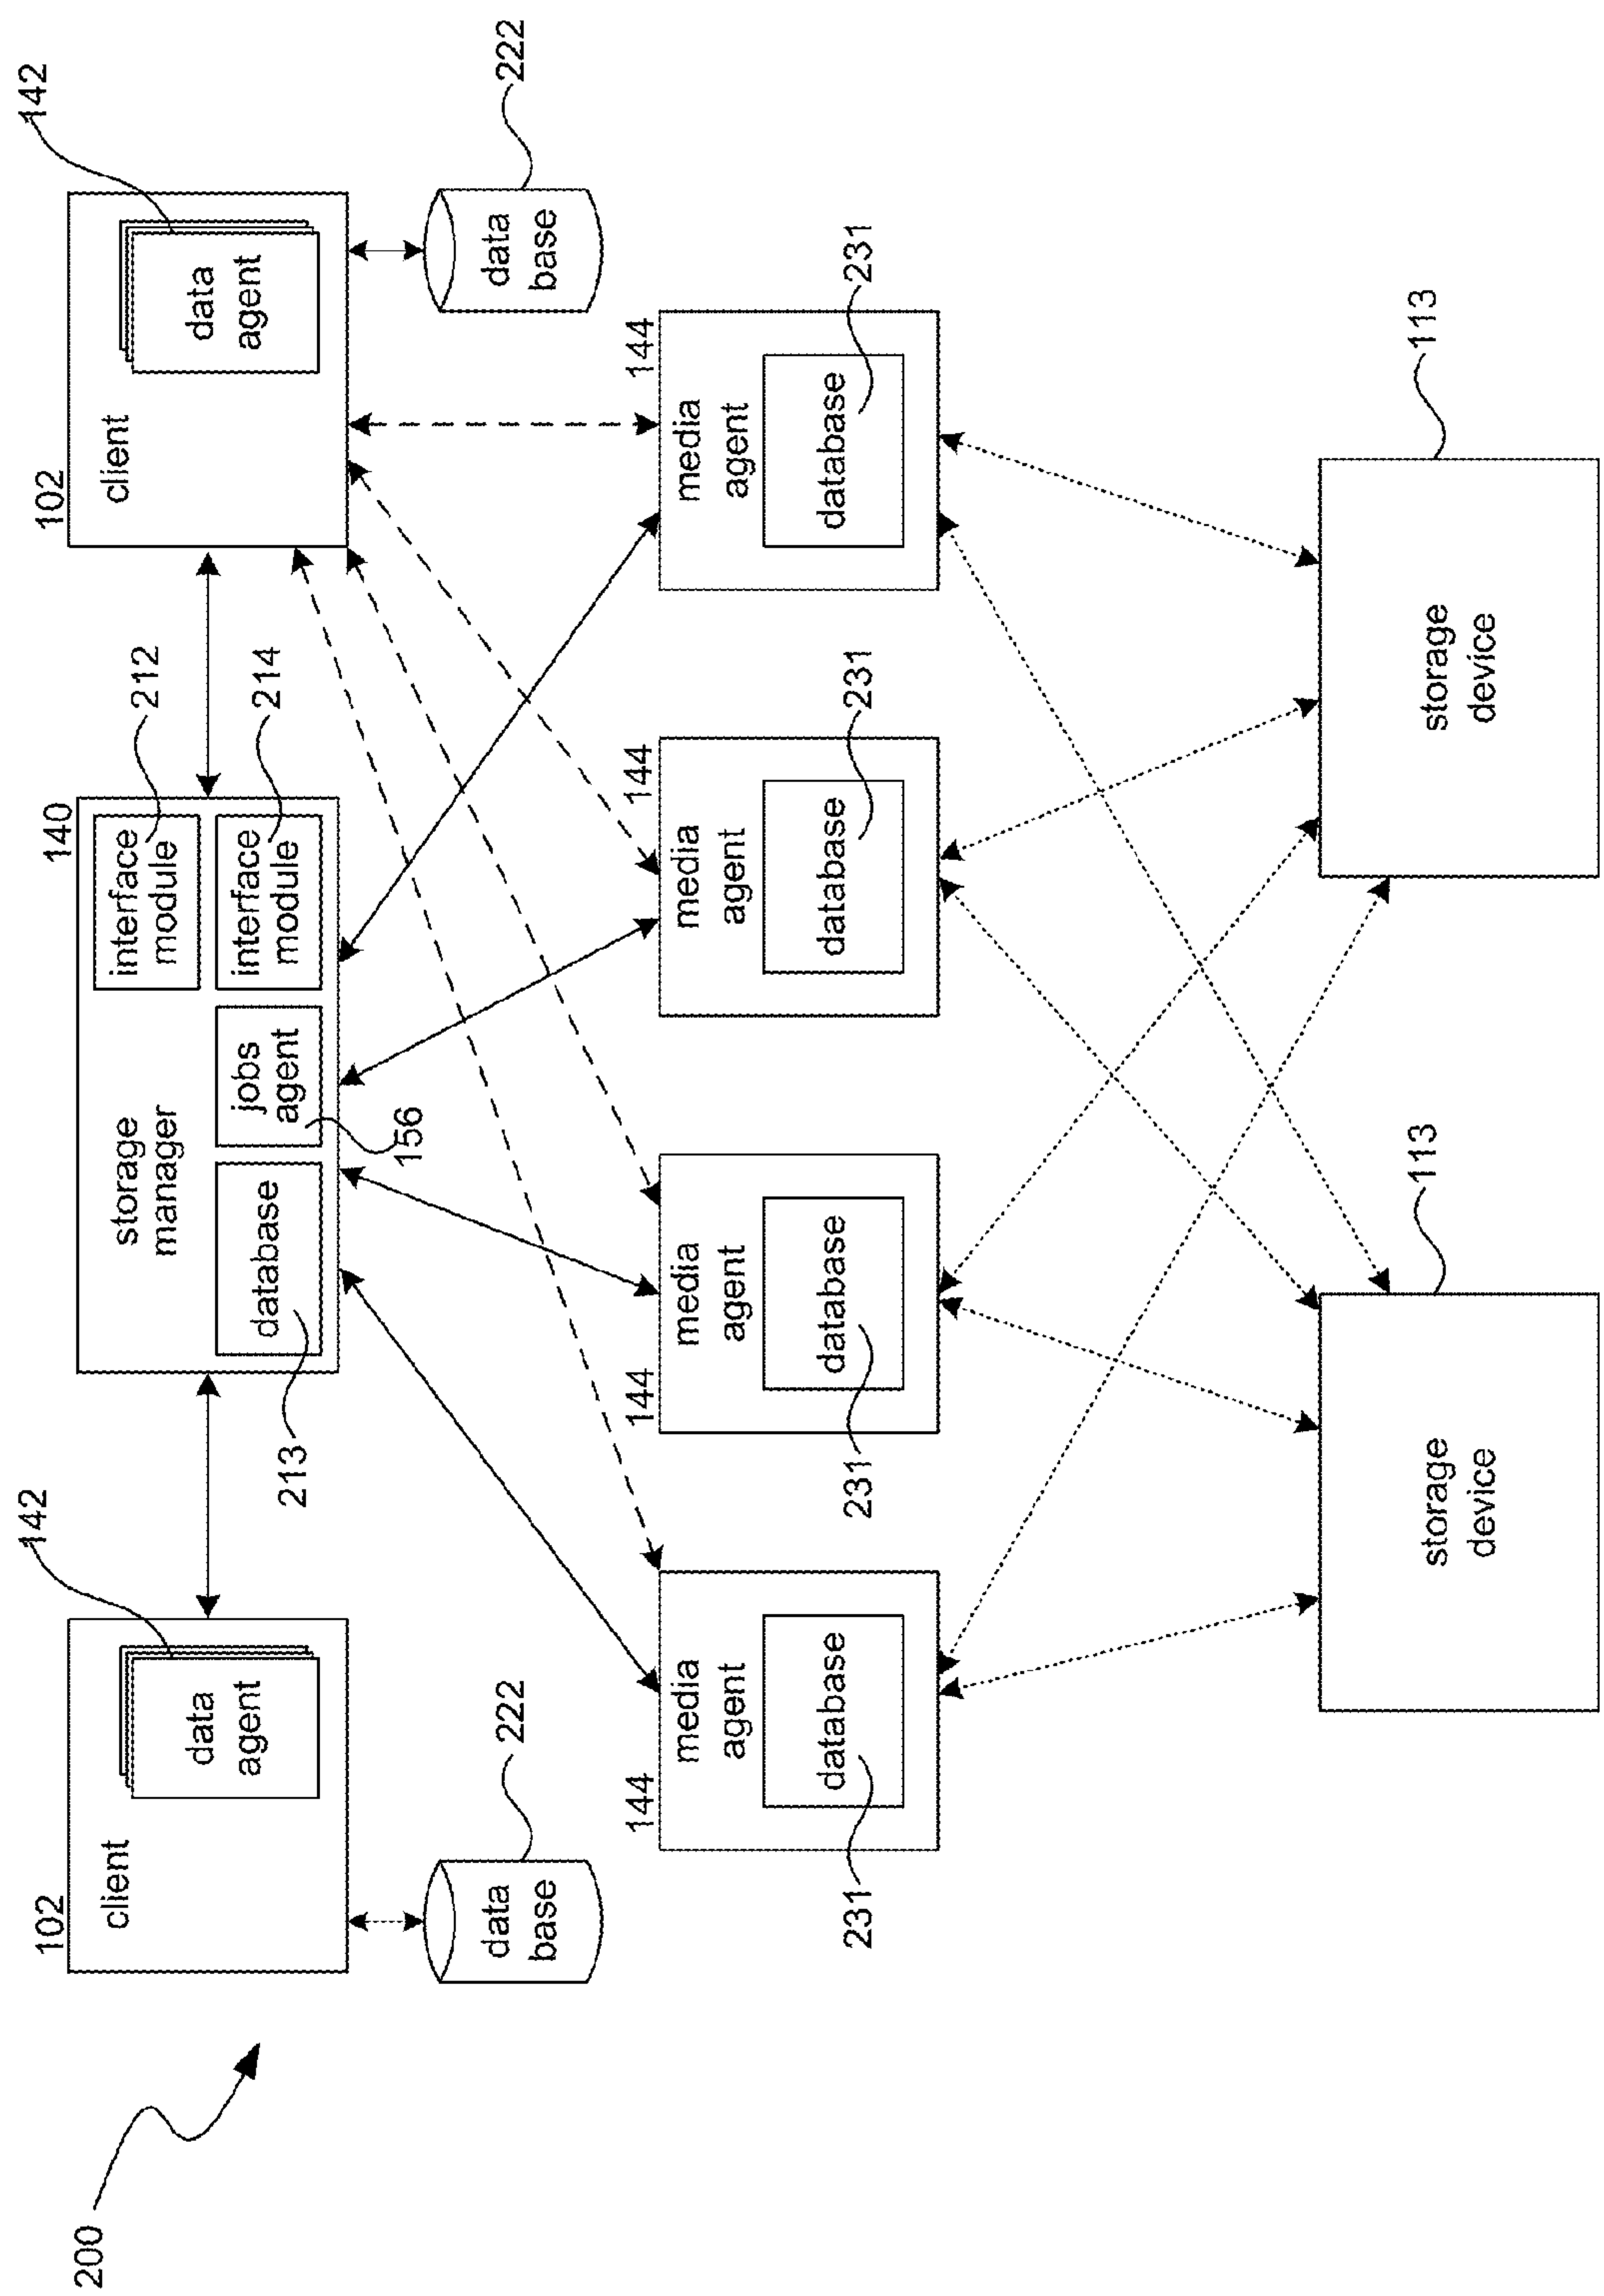 200
102
client
data
agent
142
data
base
222
140
storage
manager
database
213
jobs
agent
156
interface
module
212
interface
module
214
102
client
data
agent
142
data
base
222
144
media
agent
database
231
144
media
agent
database
231
144
media
agent
database
231
144
media
agent
database
231
storage
device
113
storage
device
113